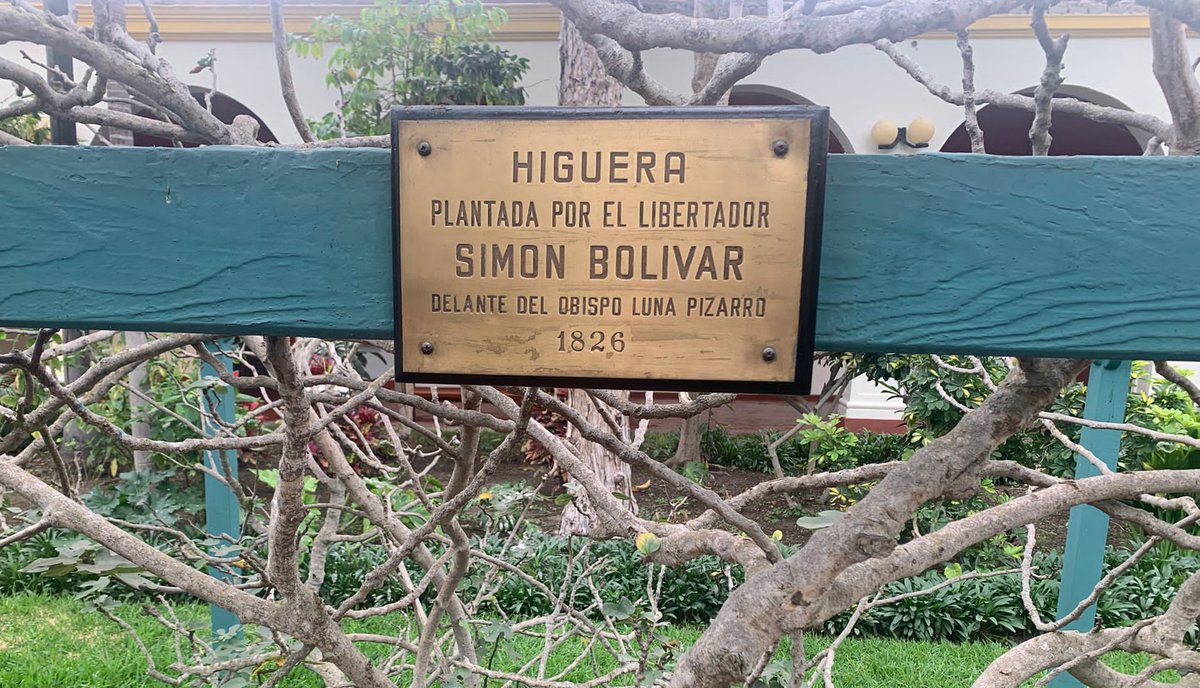 HIGUERA
PLANTADA POR EL LIBERTADOR
SIMON BOLIVAR
DELANTE DEL OBISPO LUNA PIZARRO
1826